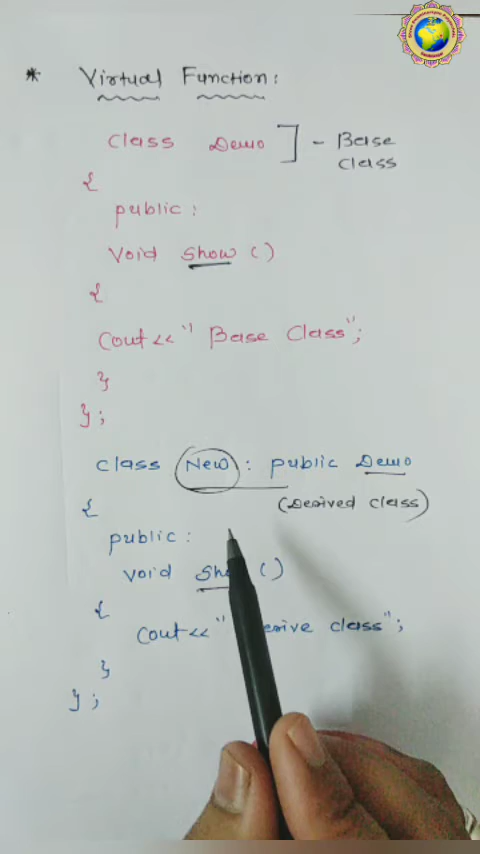 * Virtual Function:
Class Demo ] - Base class
{
public:
Void Show ()
{
Cout<<" Base Class";
}
};
class New : public Demo
(Derived class)
{
public:
void ()
{
Cout<<" class";
}
};